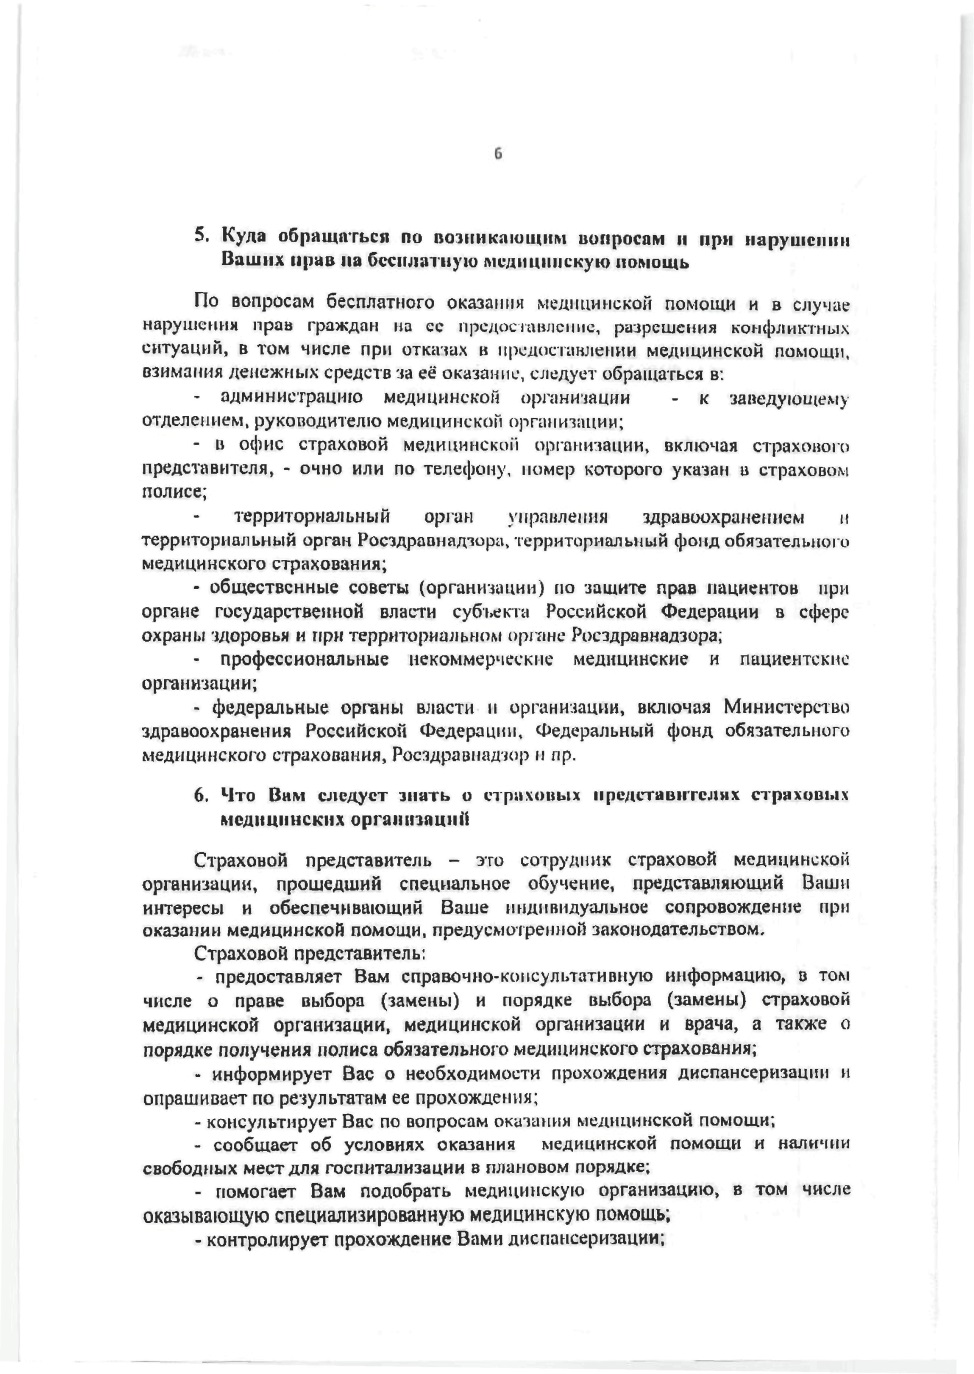 6
5. Куда обращаться по возникающим вопросам и при нарушении
Ваших прав на бесплатную медицинскую помощь
По вопросам бесплатного оказания медицинской помощи и в случае
нарушения прав граждан на ее предоставление, разрешения конфликтных
ситуаций, в том числе при отказах в предоставлении медицинской помощи,
взимания денежных средств за её оказание, следует обращаться в:
- администрацию медицинской организации - к заведующему
отделением, руководителю медицинской организации;
- в офис страховой медицинской организации, включая страхового
представителя, - очно или по телефону, номер которого указан в страховом
полисе;
- территориальный орган управления здравоохранением и
территориальный орган Росздравнадзора, территориальный фонд обязательного
медицинского страхования;
- общественные советы (организации) по защите прав пациентов при
органе государственной власти субъекта Российской Федерации в сфере
охраны здоровья и при территориальном органе Росздравнадзора;
- профессиональные некоммерческие медицинские и пациентские
организации;
- федеральные органы власти и организации, включая Министерство
здравоохранения Российской Федерации, Федеральный фонд обязательного
медицинского страхования, Росздравнадзор и пр.
6. Что Вам следует знать о страховых представителях страховых
медицинских организаций
Страховой представитель – это сотрудник страховой медицинской
организации, прошедший специальное обучение, представляющий Ваши
интересы и обеспечивающий Ваше индивидуальное сопровождение при
оказании медицинской помощи, предусмотренной законодательством.
Страховой представитель:
- предоставляет Вам справочно-консультативную информацию, в том
числе о праве выбора (замены) и порядке выбора (замены) страховой
медицинской организации, медицинской организации и врача, а также о
порядке получения полиса обязательного медицинского страхования;
- информирует Вас о необходимости прохождения диспансеризации и
опрашивает по результатам ее прохождения;
- консультирует Вас по вопросам оказания медицинской помощи;
- сообщает об условиях оказания медицинской помощи и наличии
свободных мест для госпитализации в плановом порядке;
- помогает Вам подобрать медицинскую организацию, в том числе
оказывающую специализированную медицинскую помощь;
- контролирует прохождение Вами диспансеризации;